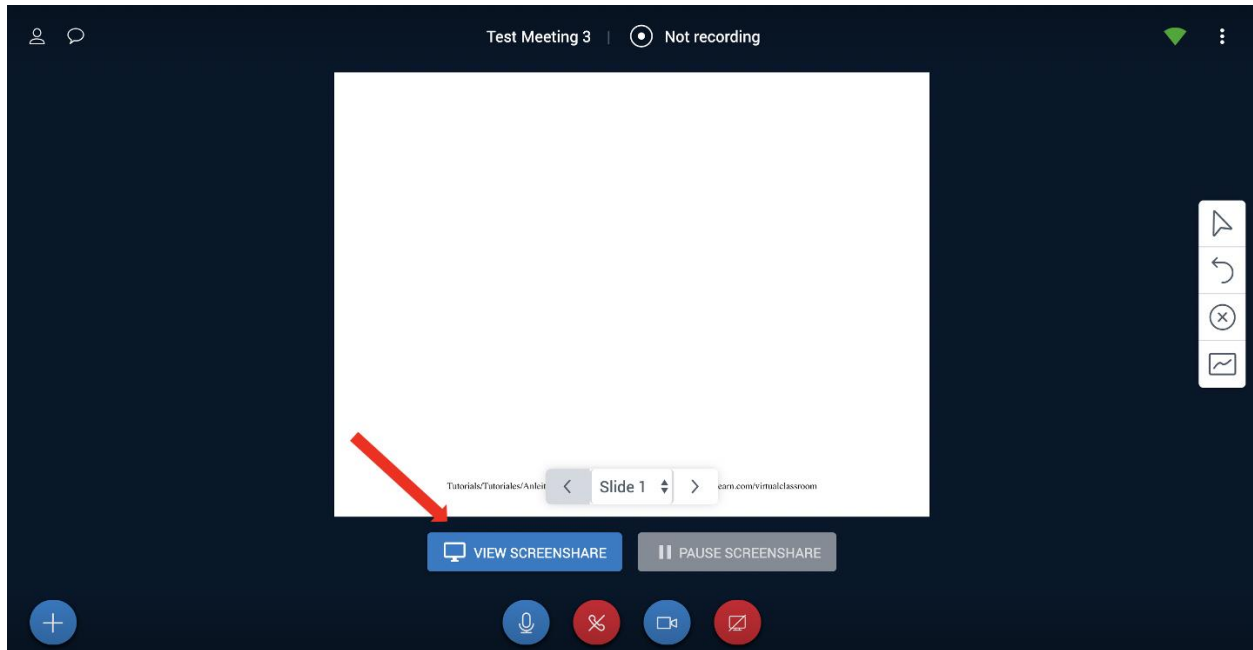 Test Meeting 3 | Not recording
Tutorials/Tutoriales/Anleit
Slide 1
earn.com/virtualclassroom
VIEW SCREENSHARE
PAUSE SCREENSHARE